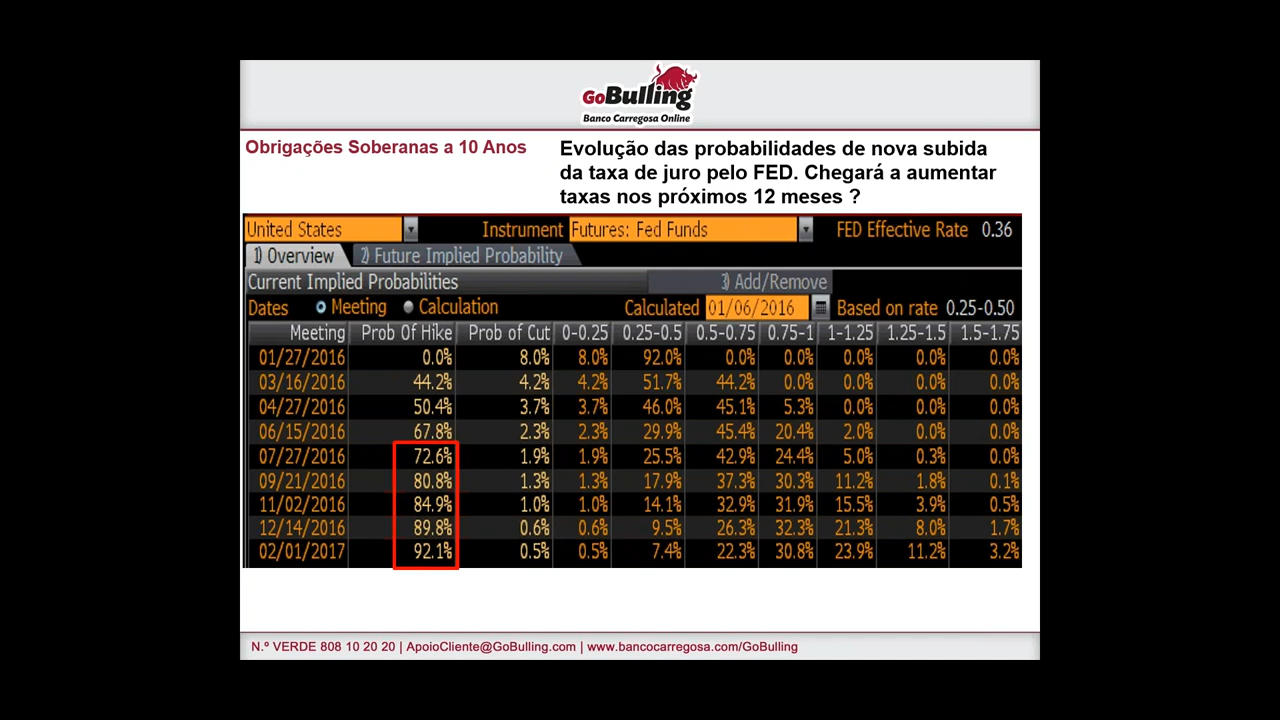 GoBulling
Banco Carregosa Online
Obrigações Soberanas a 10 Anos
Evolução das probabilidades de nova subida
da taxa de juro pelo FED. Chegará a aumentar
taxas nos próximos 12 meses ?
United States Instrument Futures: Fed Funds FED Effective Rate 0.36
1) Overview 2) Future Implied Probability
Current Implied Probabilities 3) Add/Remove
Dates Meeting Calculation Calculated 01/06/2016 Based on rate 0.25-0.50
Meeting Prob Of Hike Prob of Cut 0-0.25 0.25-0.5 0.5-0.75 0.75-1 1-1.25 1.25-1.5 1.5-1.75
01/27/2016 0.0% 8.0% 8.0% 92.0% 0.0% 0.0% 0.0% 0.0% 0.0%
03/16/2016 44.2% 4.2% 4.2% 51.7% 44.2% 0.0% 0.0% 0.0% 0.0%
04/27/2016 50.4% 3.7% 3.7% 46.0% 45.1% 5.3% 0.0% 0.0% 0.0%
06/15/2016 67.8% 2.3% 2.3% 29.9% 45.4% 20.4% 2.0% 0.0% 0.0%
07/27/2016 72.6% 1.9% 1.9% 25.5% 42.9% 24.4% 5.0% 0.3% 0.0%
09/21/2016 80.8% 1.3% 1.3% 17.9% 37.3% 30.3% 11.2% 1.8% 0.1%
11/02/2016 84.9% 1.0% 1.0% 14.1% 32.9% 31.9% 15.5% 3.9% 0.5%
12/14/2016 89.8% 0.6% 0.6% 9.5% 26.3% 32.3% 21.3% 8.0% 1.7%
02/01/2017 92.1% 0.5% 0.5% 7.4% 22.3% 30.8% 23.9% 11.2% 3.2%
N.º VERDE 808 10 20 20 | ApoioCliente@GoBulling.com | www.bancocarregosa.com/GoBulling